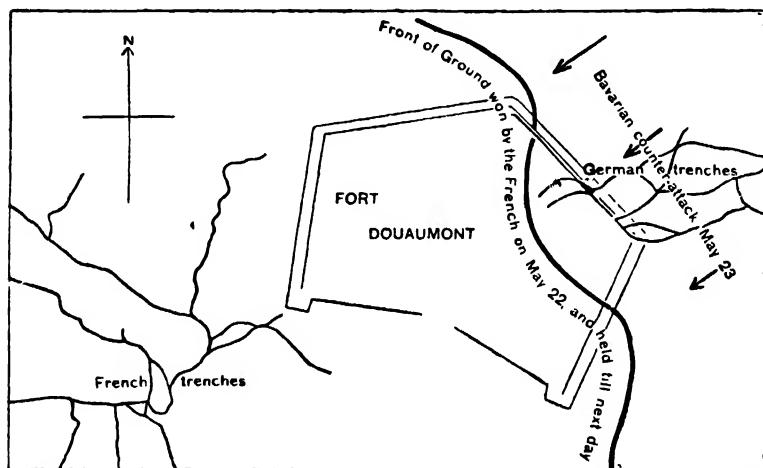 N
Front of Ground won by the French on May 22, and held till next day
Bavarian counter-attack May 23
German trenches
FORT
DOUAUMONT
French trenches